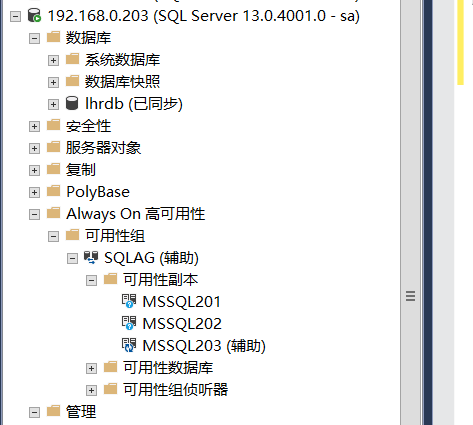 192.168.0.203 (SQL Server 13.0.4001.0 - sa)
数据库
系统数据库
数据库快照
lhrdb (已同步)
安全性
服务器对象
复制
PolyBase
Always On 高可用性
可用性组
SQLAG (辅助)
可用性副本
MSSQL201
MSSQL202
MSSQL203 (辅助)
可用性数据库
可用性组侦听器
管理